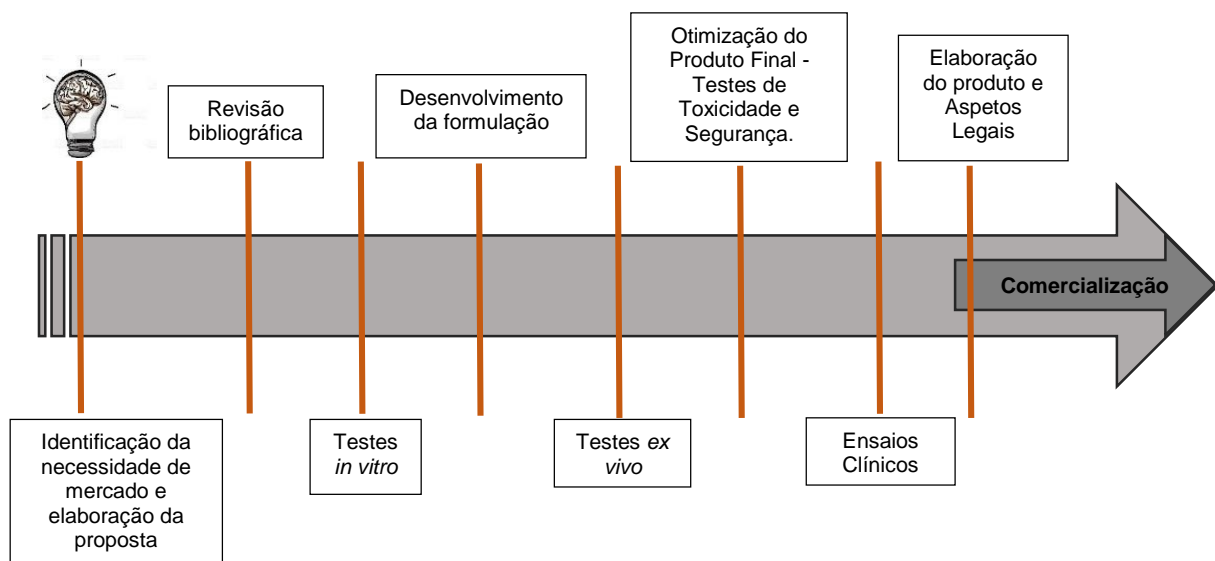 Revisão
bibliográfica
Desenvolvimento
da formulação
Otimização do
Produto Final -
Testes de
Toxicidade e
Segurança.
Elaboração
do produto e
Aspetos
Legais
Comercialização
Identificação da
necessidade de
mercado e
elaboração da
proposta
Testes
in vitro
Testes ex
vivo
Ensaios
Clínicos